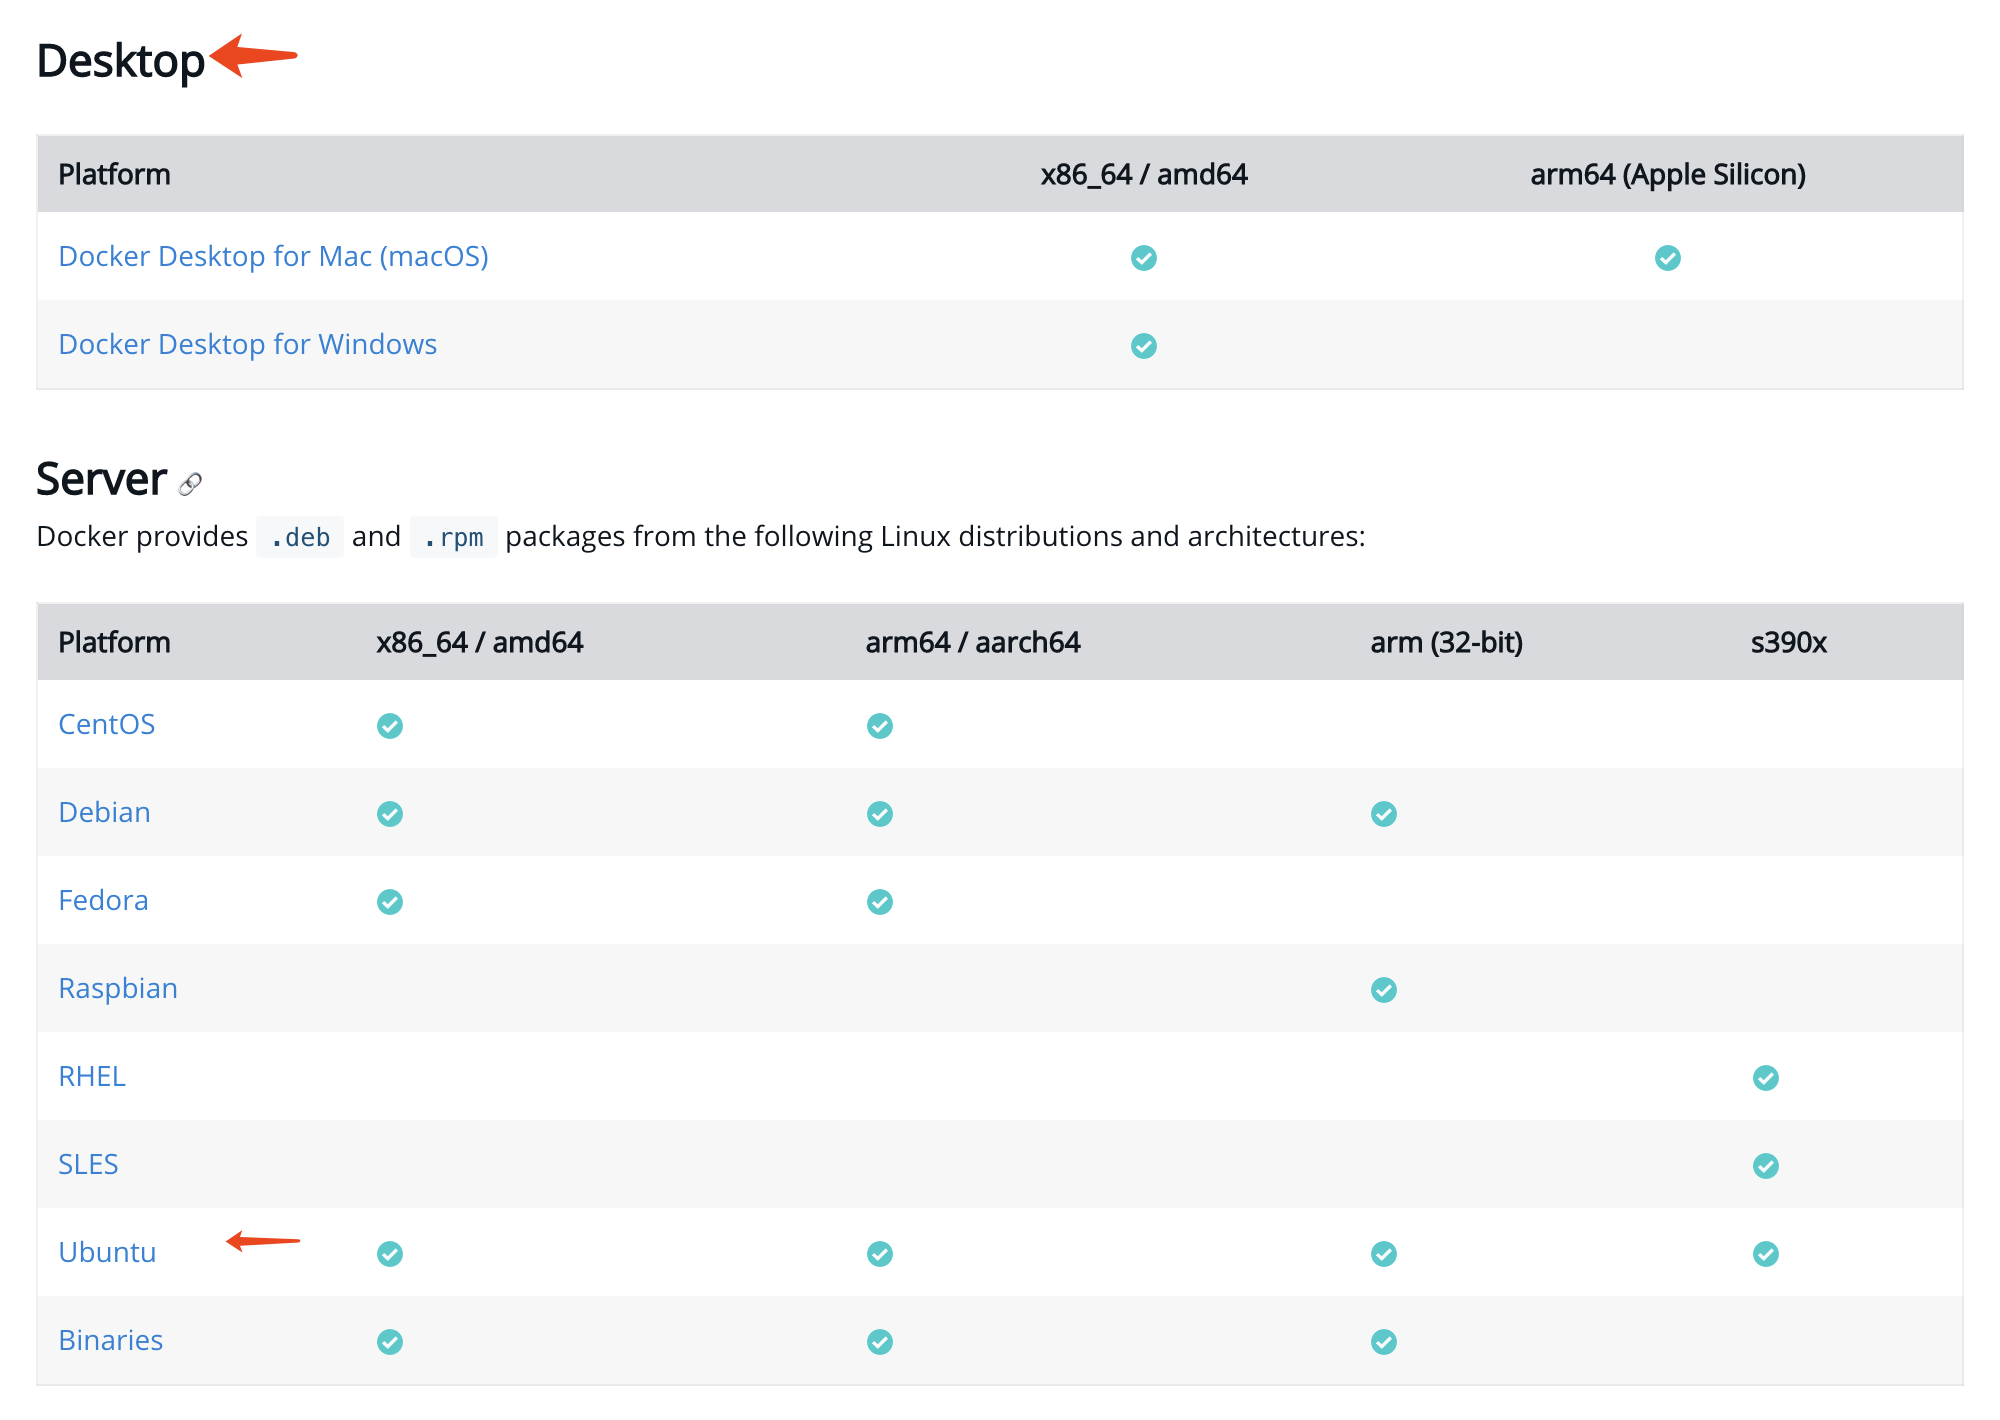 Desktop
Platform x86_64 / amd64 arm64 (Apple Silicon)
Docker Desktop for Mac (macOS)
Docker Desktop for Windows
Server
Docker provides .deb and .rpm packages from the following Linux distributions and architectures:
Platform x86_64 / amd64 arm64 / aarch64 arm (32-bit) s390x
CentOS
Debian
Fedora
Raspbian
RHEL
SLES
Ubuntu
Binaries